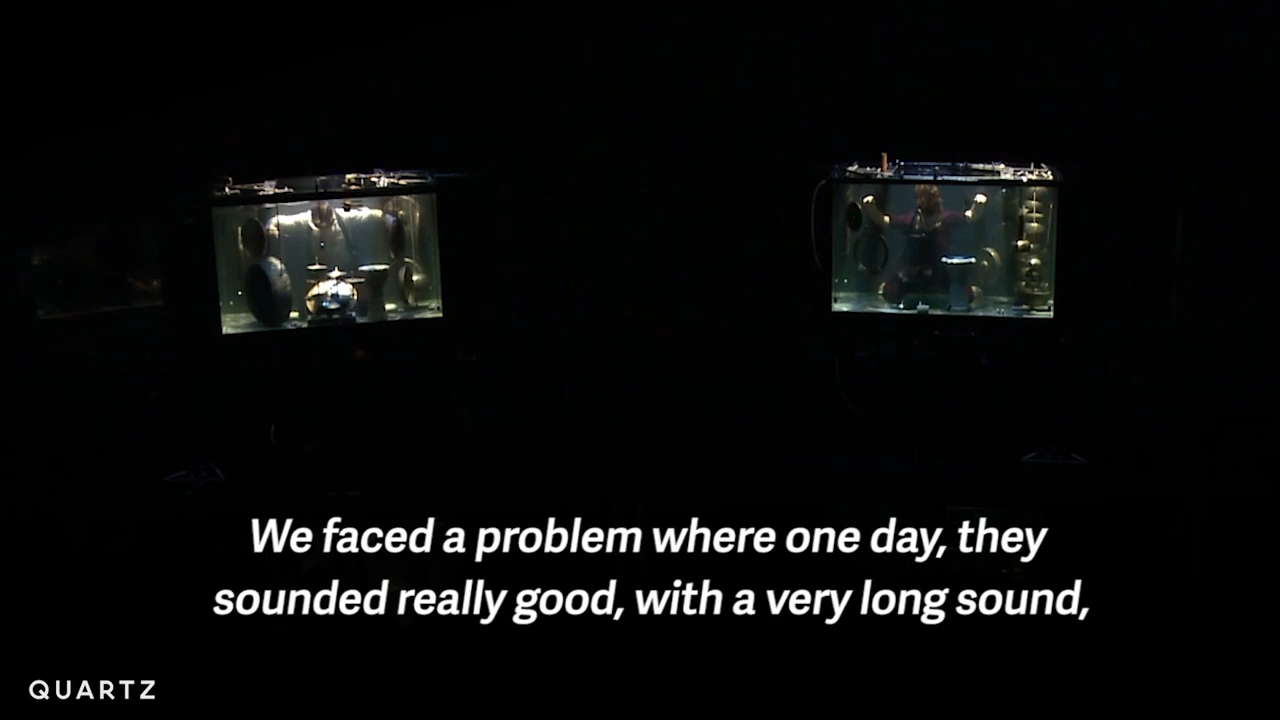 We faced a problem where one day, they
sounded really good, with a very long sound,
QUARTZ